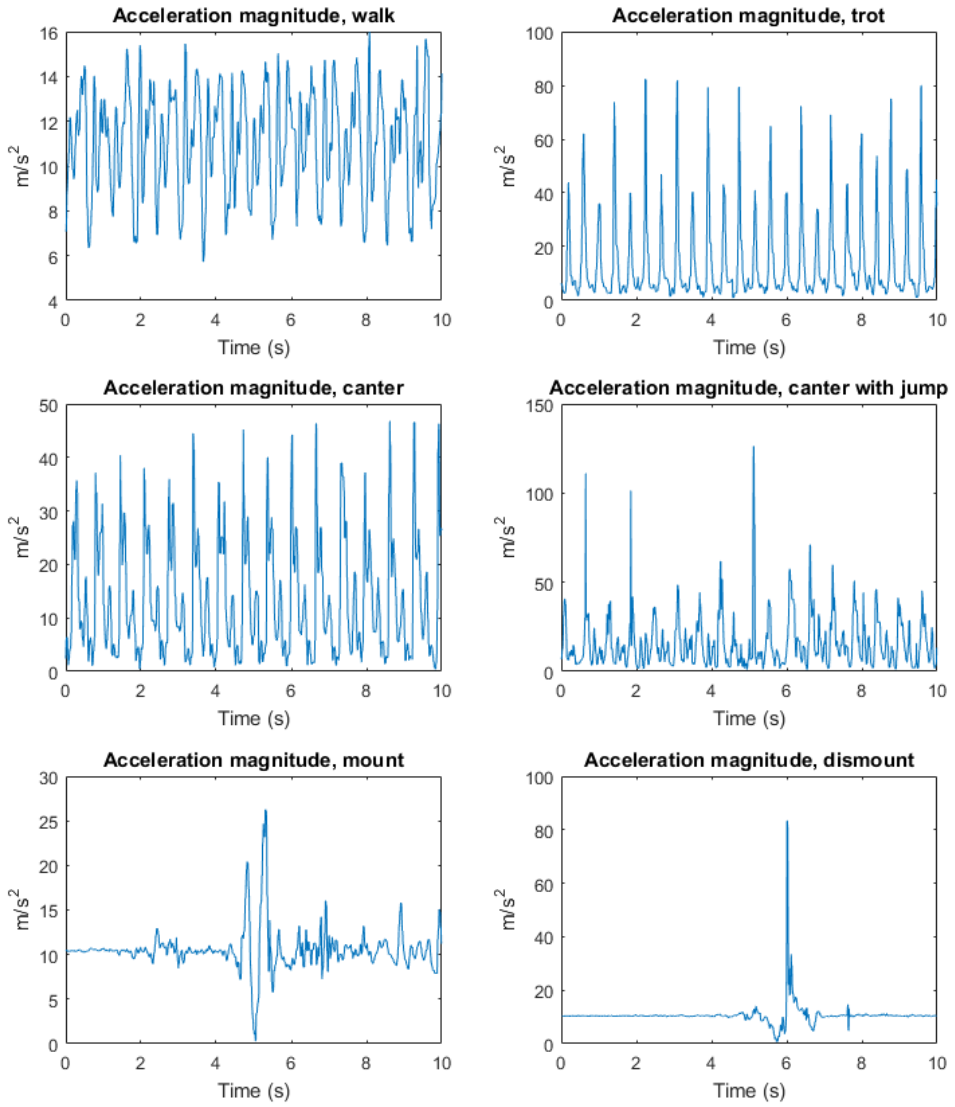 Acceleration magnitude, walk
16
14
12
10
8
6
4
m/s²
0 2 4 6 8 10
Time (s)
Acceleration magnitude, trot
100
80
60
40
20
0
m/s²
0 2 4 6 8 10
Time (s)
Acceleration magnitude, canter
50
40
30
20
10
0
m/s²
0 2 4 6 8 10
Time (s)
Acceleration magnitude, canter with jump
150
100
50
0
m/s²
0 2 4 6 8 10
Time (s)
Acceleration magnitude, mount
30
25
20
15
10
5
0
m/s²
0 2 4 6 8 10
Time (s)
Acceleration magnitude, dismount
100
80
60
40
20
0
m/s²
0 2 4 6 8 10
Time (s)